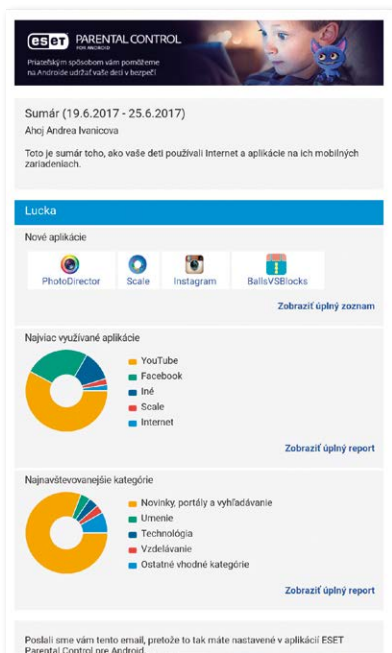 eset PARENTAL CONTROL
FOR ANDROID
Priateľským spôsobom vám pomôžeme
na Androide udržať vaše deti v bezpečí
Sumár (19.6.2017 - 25.6.2017)
Ahoj Andrea Ivanicova
Toto je sumár toho, ako vaše deti používali Internet a aplikácie na ich mobilných
zariadeniach.
Lucka
Nové aplikácie
PhotoDirector Scale Instagram BallsVSBlocks
Zobraziť úplný zoznam
Najviac využívané aplikácie
YouTube
Facebook
Iné
Scale
Internet
Zobraziť úplný report
Najnavštevovanejšie kategórie
Novinky, portály a vyhľadávanie
Umenie
Technológia
Vzdelávanie
Ostatné vhodné kategórie
Zobraziť úplný report
Poslali sme vám tento email, pretože to tak máte nastavené v aplikácií ESET
Parental Control pre Android.